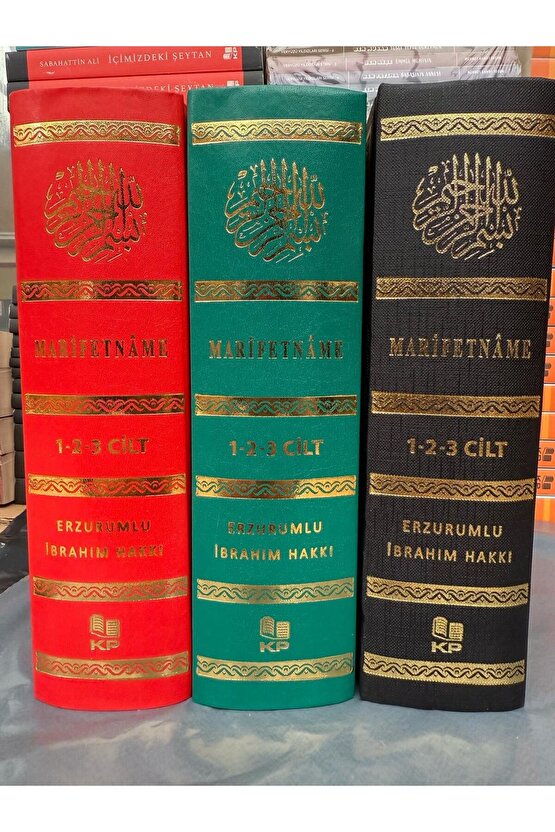 SABAHATTİN ALİ İÇİMİZDEKİ ŞEYTAN KP
بسم الله الرحمن الرحيم
MARİFETNÂME
1-2-3 CİLT
ERZURUMLU
İBRAHİM HAKKI
KP
بسم الله الرحمن الرحيم
MARİFETNÂME
1-2-3 CİLT
ERZURUMLU
İBRAHİM HAKKI
KP
بسم الله الرحمن الرحيم
MARİFETNÂME
1-2-3 CİLT
ERZURUMLU
İBRAHİM HAKKI
KP